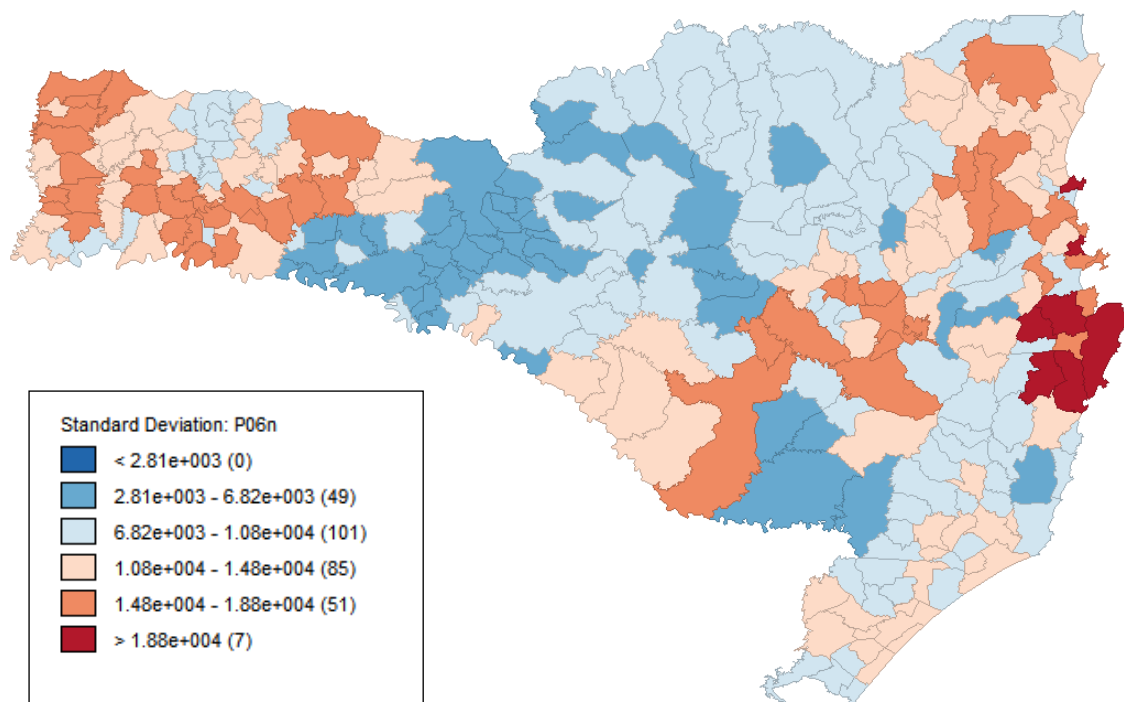 Standard Deviation: P06n
< 2.81e+003 (0)
2.81e+003 - 6.82e+003 (49)
6.82e+003 - 1.08e+004 (101)
1.08e+004 - 1.48e+004 (85)
1.48e+004 - 1.88e+004 (51)
> 1.88e+004 (7)